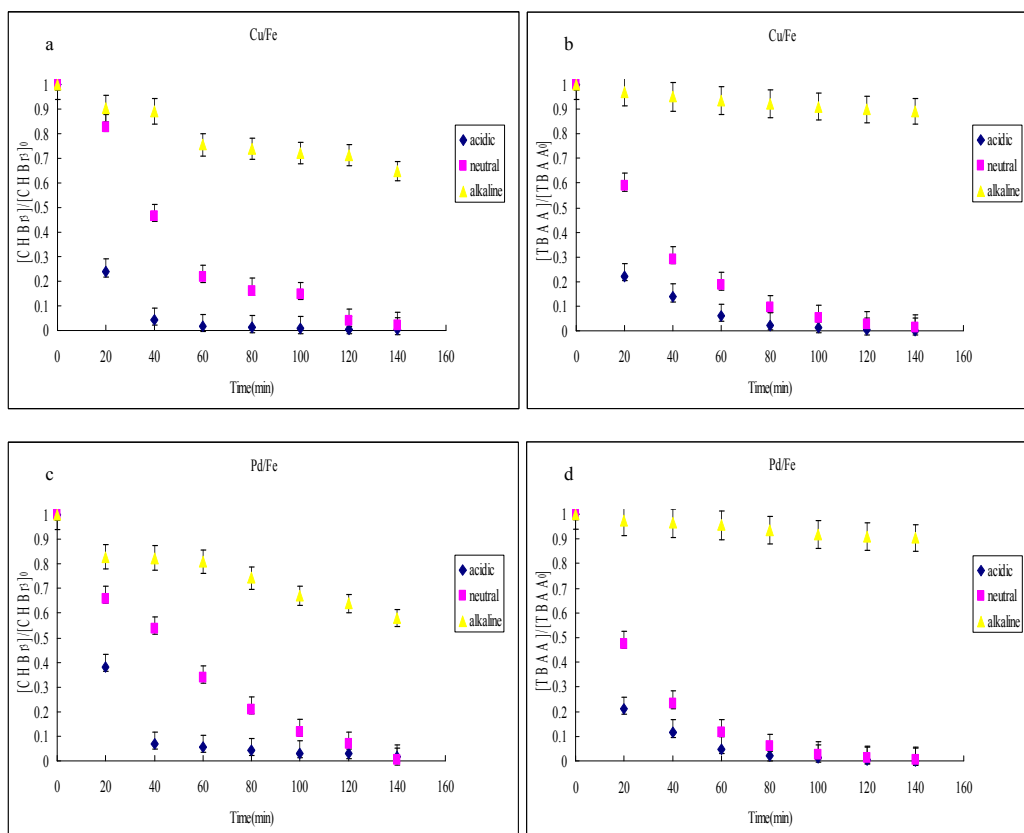 a
Cu/Fe
[CHBr3]/[CHBr3]0
1
0.9
0.8
0.7
0.6
0.5
0.4
0.3
0.2
0.1
0
0 20 40 60 80 100 120 140 160
Time(min)
acidic
neutral
alkaline
b
Cu/Fe
[TBAA]/[TBAA0]
1
0.9
0.8
0.7
0.6
0.5
0.4
0.3
0.2
0.1
0
0 20 40 60 80 100 120 140 160
Time(min)
acidic
neutral
alkaline
c
Pd/Fe
[CHBr3]/[CHBr3]0
1
0.9
0.8
0.7
0.6
0.5
0.4
0.3
0.2
0.1
0
0 20 40 60 80 100 120 140 160
Time(min)
acidic
neutral
alkaline
d
Pd/Fe
[TBAA]/[TBAA0]
1
0.9
0.8
0.7
0.6
0.5
0.4
0.3
0.2
0.1
0
0 20 40 60 80 100 120 140 160
Time(min)
acidic
neutral
alkaline